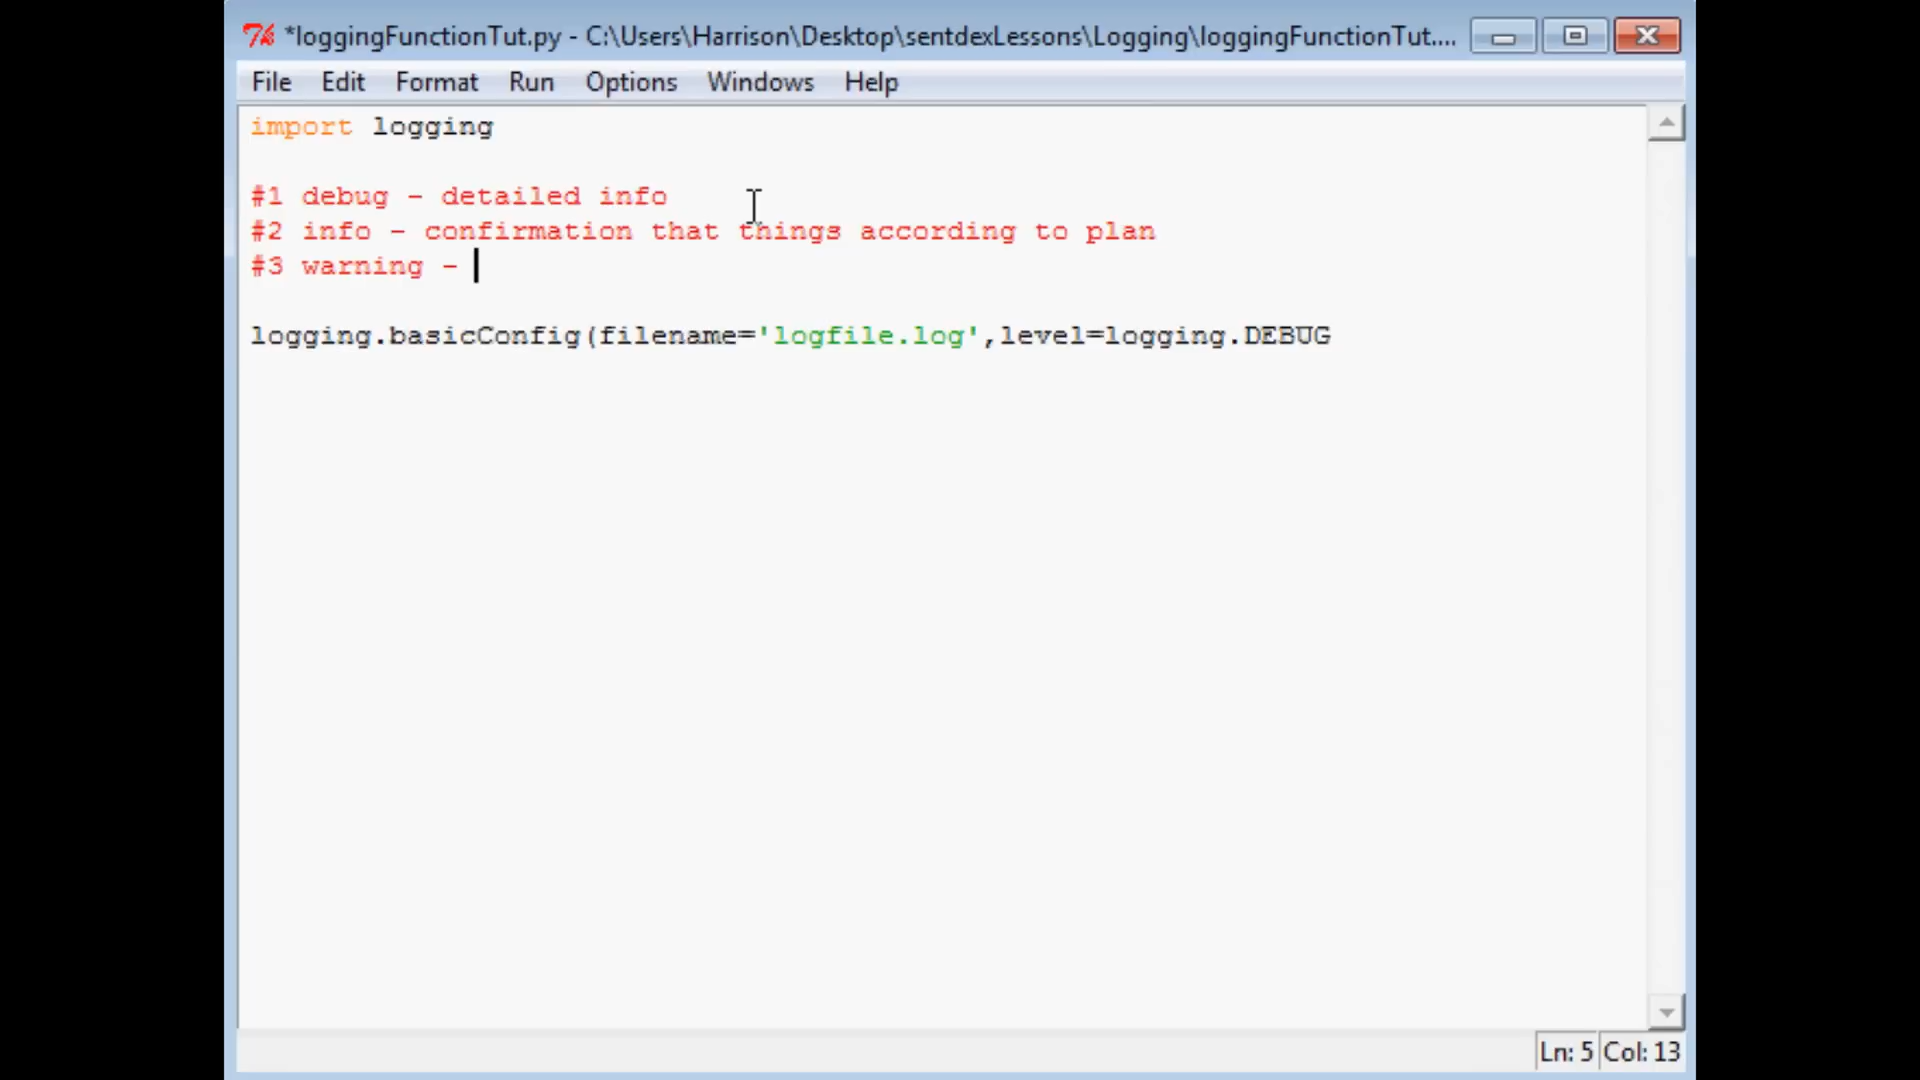 *loggingFunctionTut.py - C:\Users\Harrison\Desktop\sentdexLessons\Logging\loggingFunctionTut....
File Edit Format Run Options Windows Help
import logging
#1 debug - detailed info
#2 info - confirmation that things according to plan
#3 warning -
logging.basicConfig(filename='logfile.log',level=logging.DEBUG
Ln: 5 Col: 13